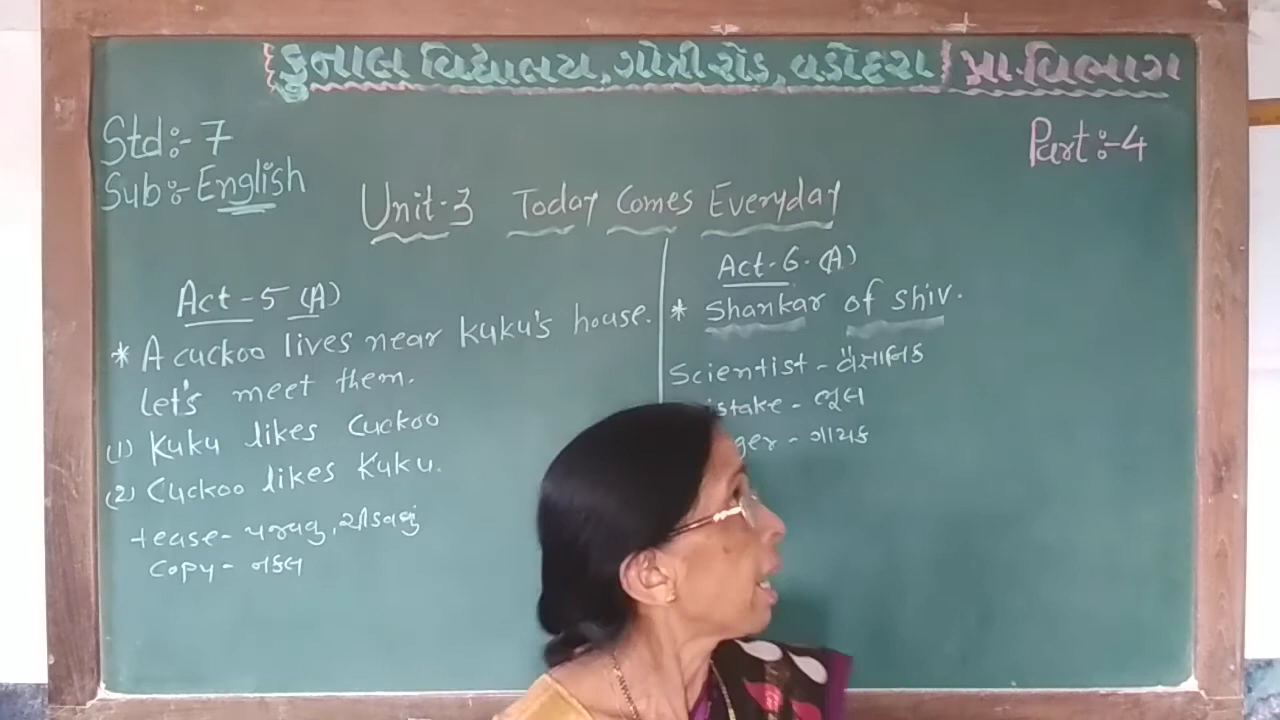 કુનાલ વિદ્યાલય, ગોત્રી રોડ, વડોદરા પ્રા.વિભાગ
Std:- 7
Sub:- English
Part:-4
Unit-3 Today Comes Everyday
Act-5 (A)
* A cuckoo lives near Kuku's house.
let's meet them.
(1) Kuku likes Cuckoo
(2) Cuckoo likes Kuku.
tease- પજવવું, ચીડવવું
Copy- નકલ
Act-6.(A)
* Shankar of Shiv.
Scientist - વૈજ્ઞાનિક
istake - ભૂલ
ger - ગાયક